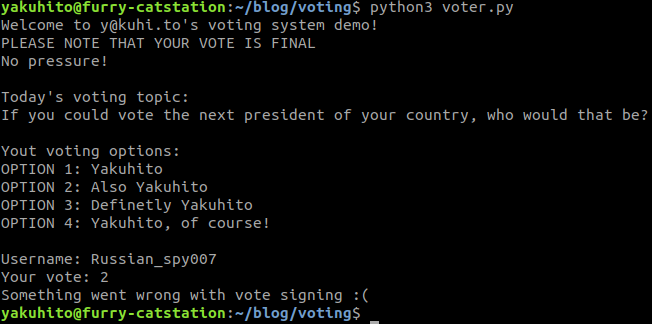 yakuhito@furry-catstation:~/blog/voting$ python3 voter.py
Welcome to y@kuhi.to's voting system demo!
PLEASE NOTE THAT YOUR VOTE IS FINAL
No pressure!
Today's voting topic:
If you could vote the next president of your country, who would that be?
Yout voting options:
OPTION 1: Yakuhito
OPTION 2: Also Yakuhito
OPTION 3: Definetly Yakuhito
OPTION 4: Yakuhito, of course!
Username: Russian_spy007
Your vote: 2
Something went wrong with vote signing :(
yakuhito@furry-catstation:~/blog/voting$